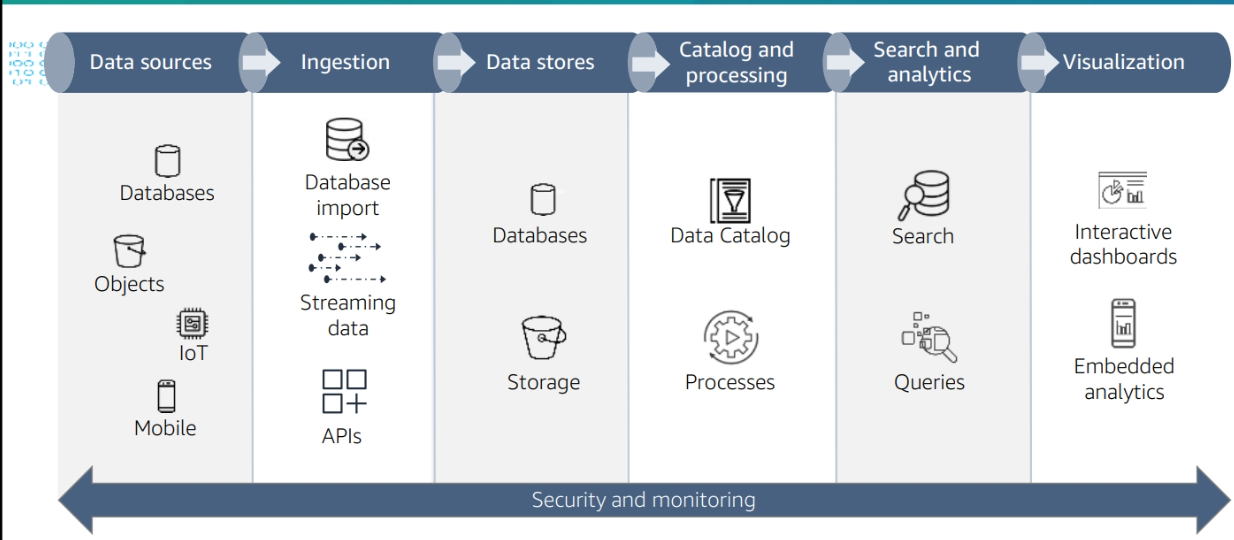 Data sources
Ingestion
Data stores
Catalog and
processing
Search and
analytics
Visualization
Databases
Objects
IoT
Mobile
Database
import
Streaming
data
APIs
Databases
Storage
Data Catalog
Processes
Search
Queries
Interactive
dashboards
Embedded
analytics
Security and monitoring